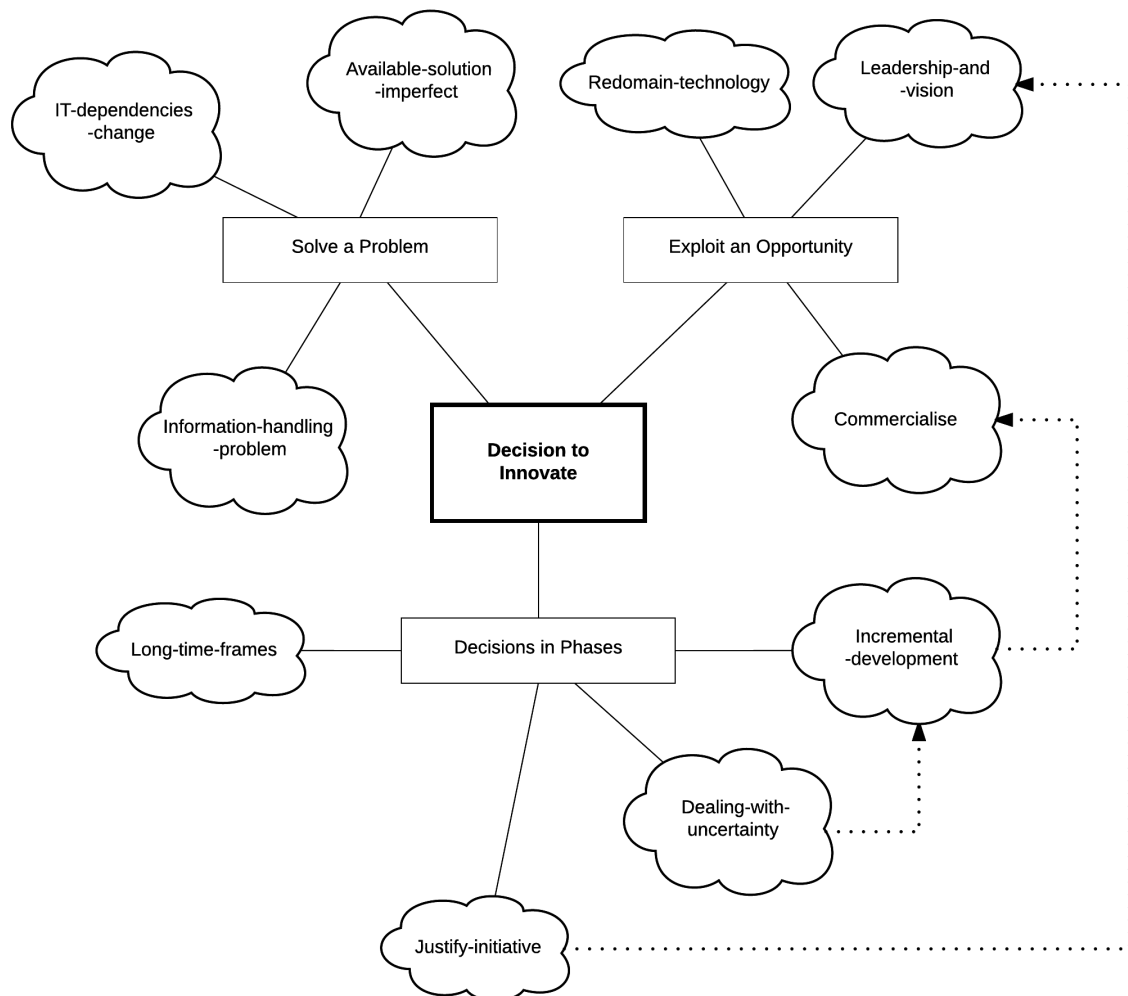 IT-dependencies
-change
Available-solution
-imperfect
Redomain-technology
Leadership-and
-vision
Solve a Problem
Exploit an Opportunity
Information-handling
-problem
Decision to
Innovate
Commercialise
Long-time-frames
Decisions in Phases
Incremental
-development
Dealing-with-
uncertainty
Justify-initiative